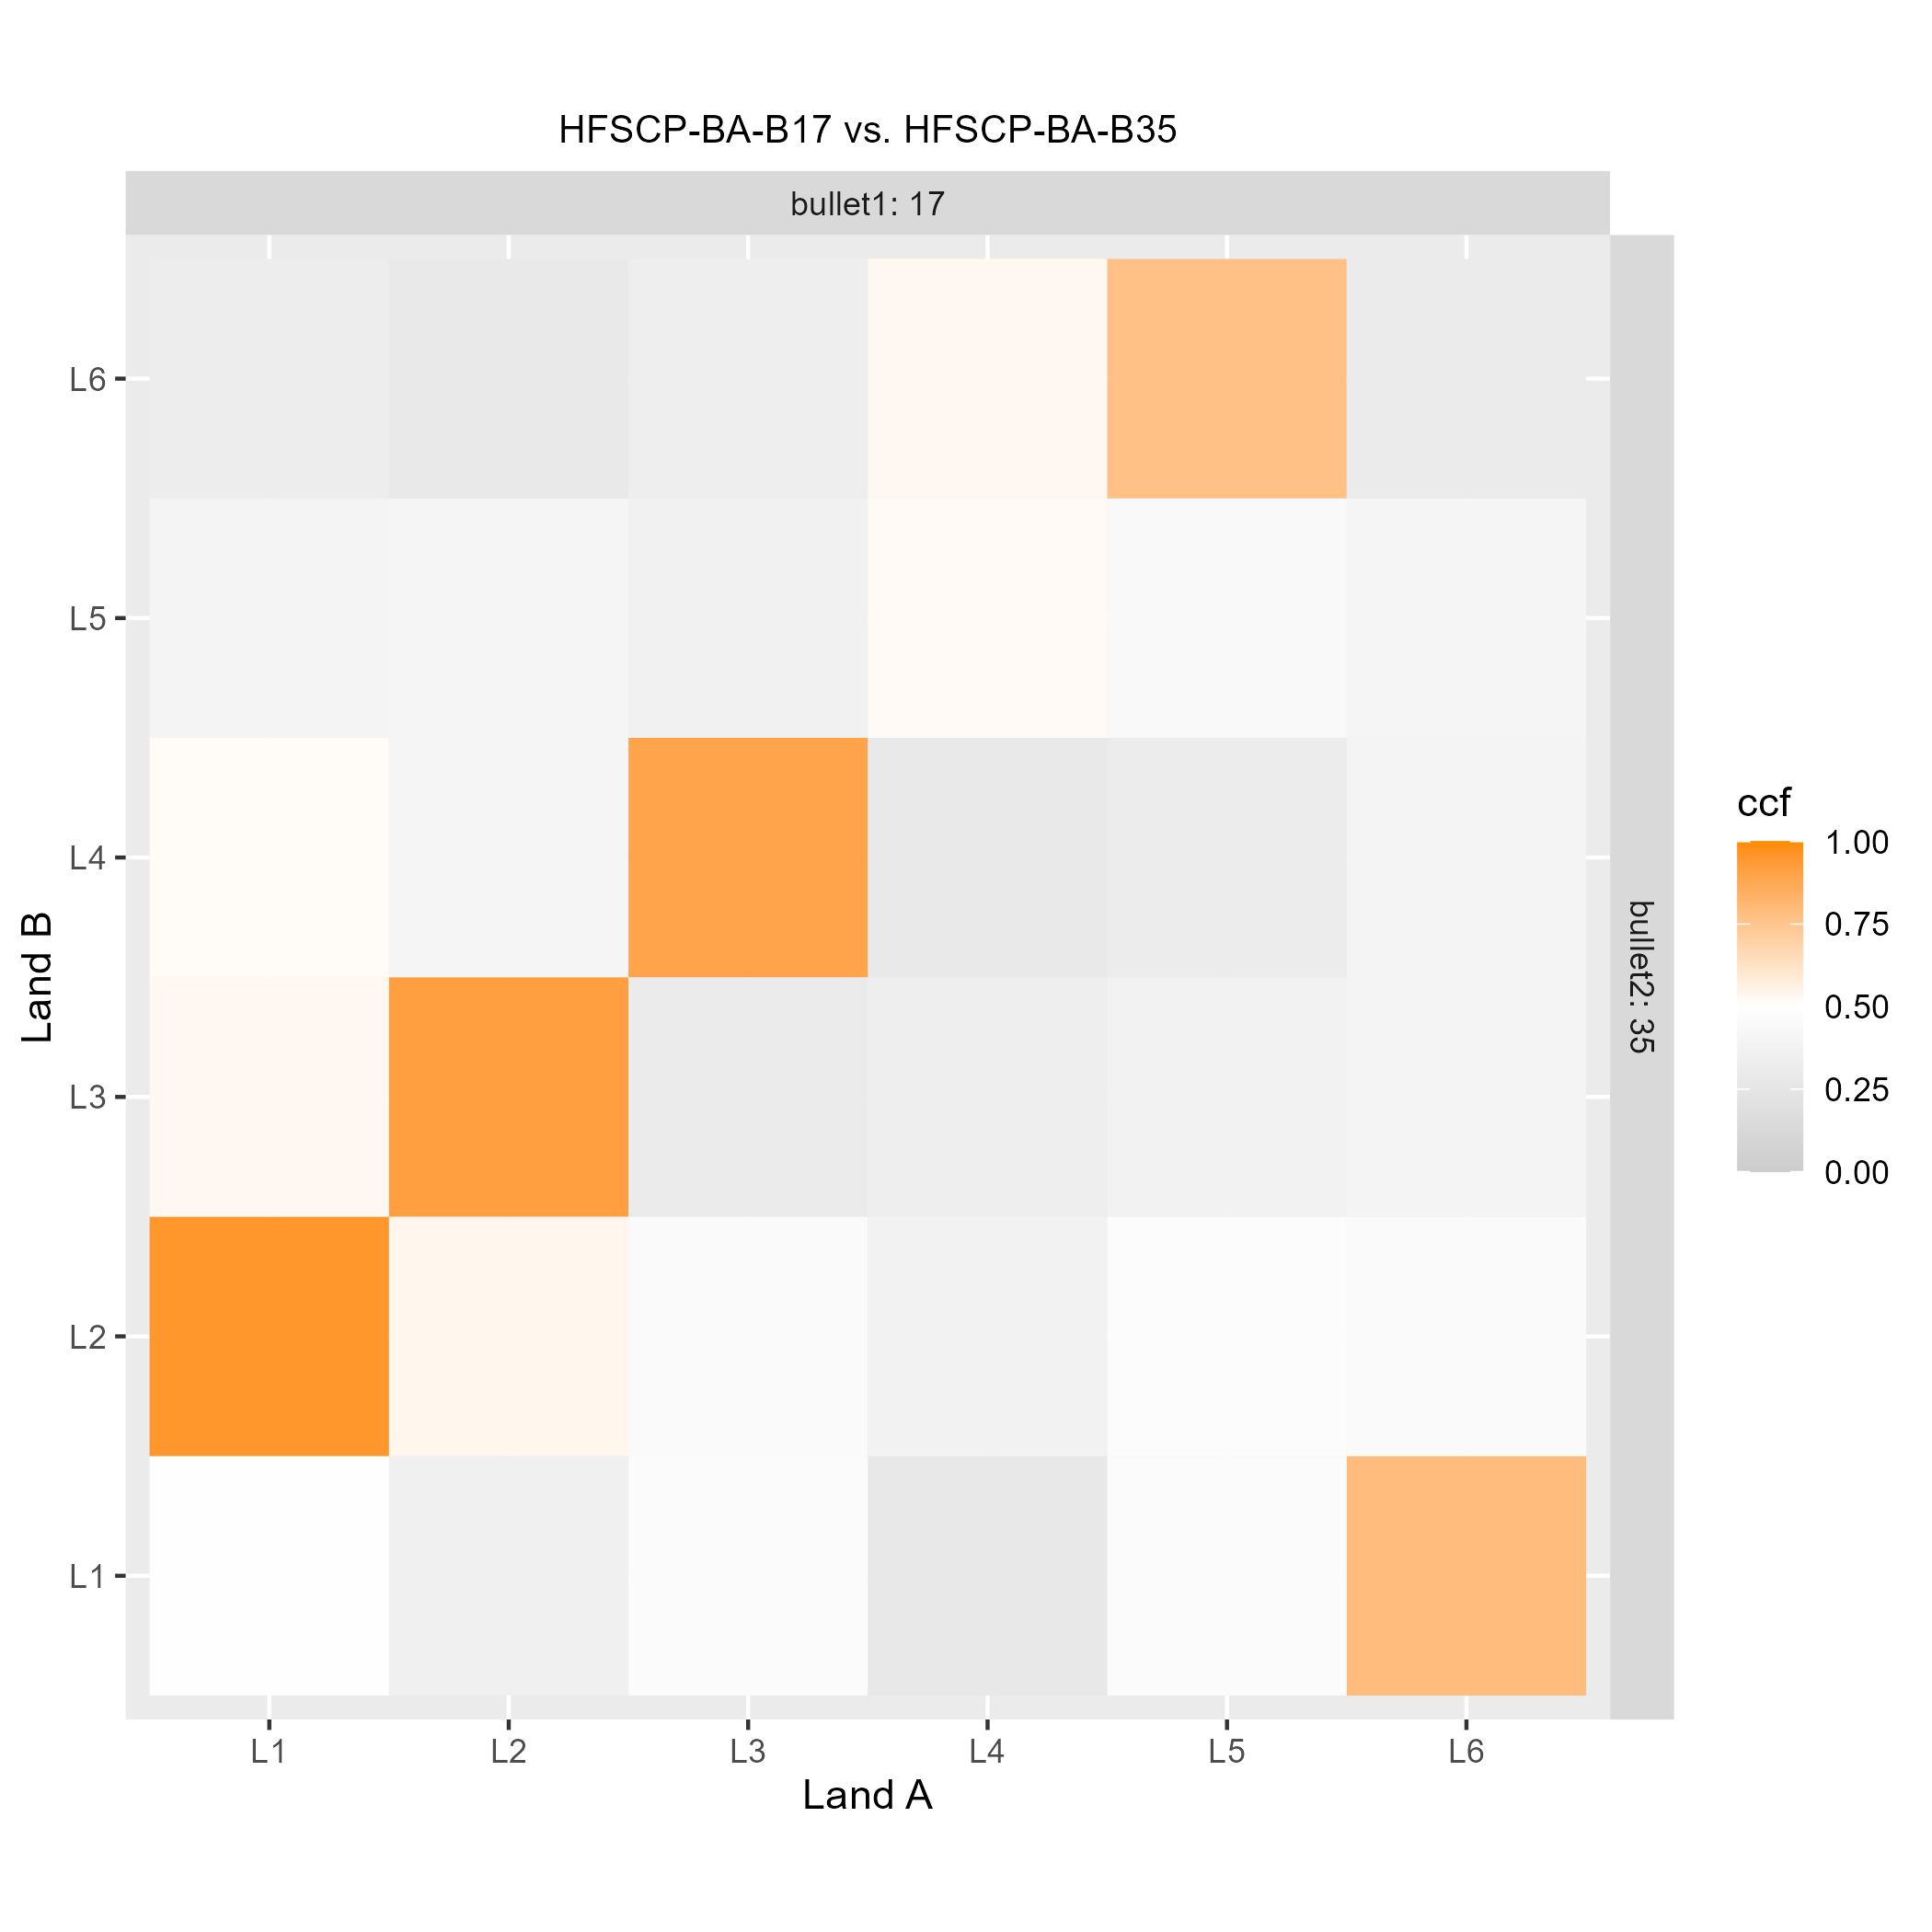 HFSCP-BA-B17 vs. HFSCP-BA-B35
bullet1: 17
L6
L5
L4
L3
L2
L1
Land B
bullet2: 35
L1 L2 L3 L4 L5 L6
Land A
ccf
1.00
0.75
0.50
0.25
0.00